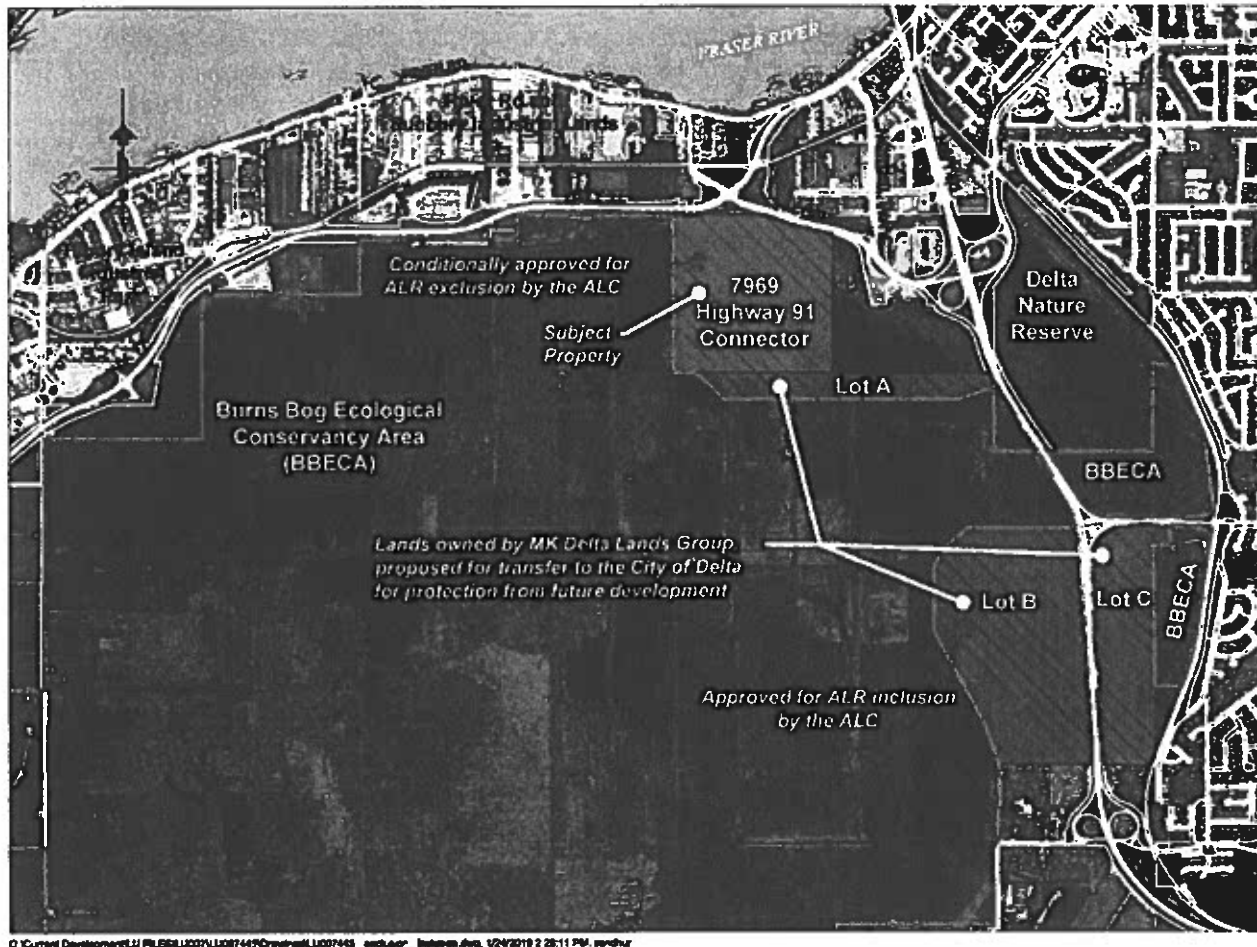 FRASER RIVER
Conditionally approved for
ALR exclusion by the ALC
7969
Highway 91
Connector
Subject
Property
Delta
Nature
Reserve
Lot A
Burns Bog Ecological
Conservancy Area
(BBECA)
BBECA
Lands owned by MK Delta Lands Group
proposed for transfer to the City of Delta
for protection from future development
Lot B
Lot C
BBECA
Approved for ALR inclusion
by the ALC